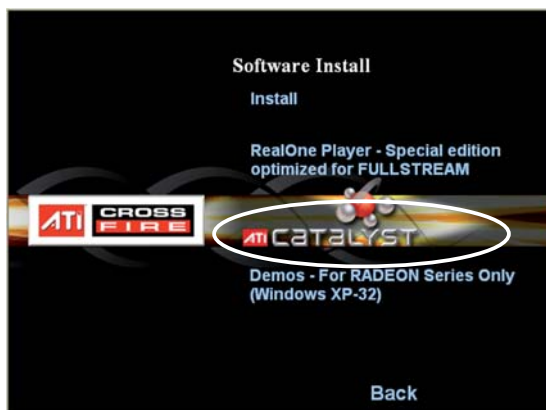 Software Install
Install
RealOne Player - Special edition
optimized for FULLSTREAM
ATI CROSS
FIRE
ATI CATALYST
Demos - For RADEON Series Only
(Windows XP-32)
Back